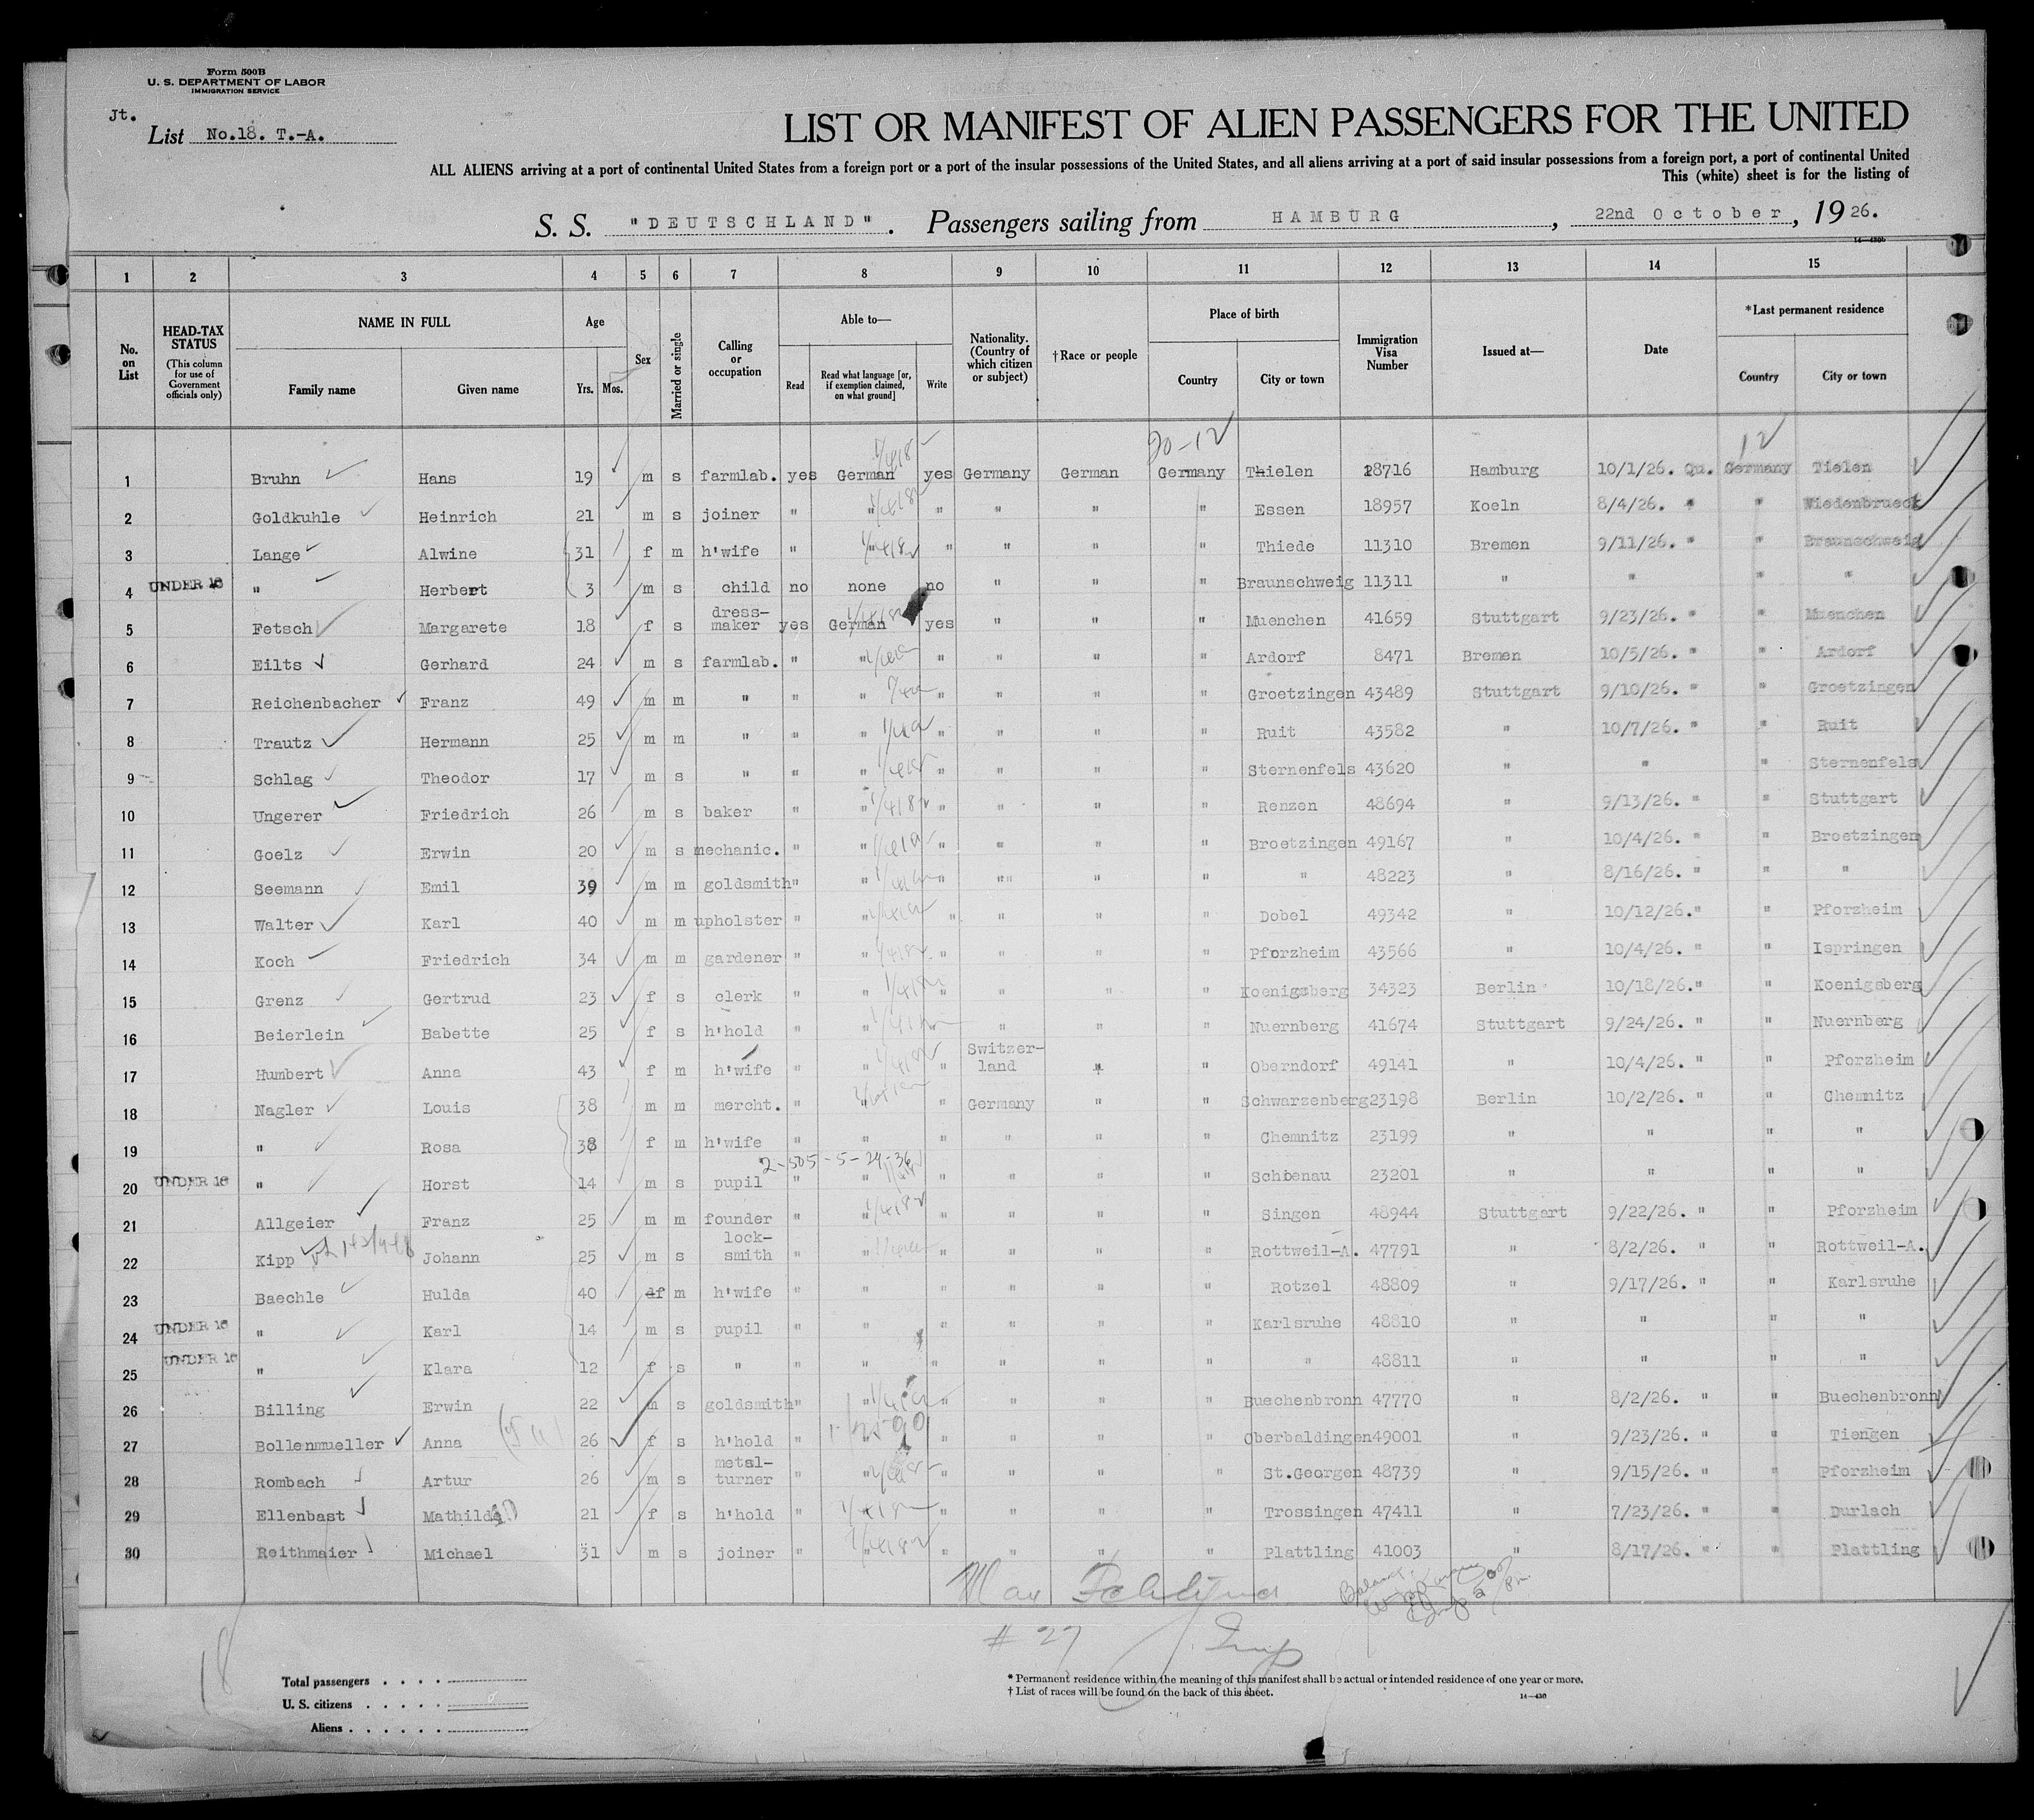 Form 500B
U. S. DEPARTMENT OF LABOR
IMMIGRATION SERVICE
Jt.
List No.18. T.-A.
LIST OR MANIFEST OF ALIEN PASSENGERS FOR THE UNITED
ALL ALIENS arriving at a port of continental United States from a foreign port or a port of the insular possessions of the United States, and all aliens arriving at a port of said insular possessions from a foreign port, a port of continental United
This (white) sheet is for the listing of
S. S. "DEUTSCHLAND". Passengers sailing from HAMBURG, 22nd October, 19 26.
14—430b
1 2 3 4 5 6 7 8 9 10 11 12 13 14 15
No. on List
HEAD-TAX STATUS (This column for use of Government officials only)
NAME IN FULL Family name Given name
Age Yrs. Mos.
Sex
Married or single
Calling or occupation
Able to— Read Read what language [or, if exemption claimed, on what ground] Write
Nationality. (Country of which citizen or subject)
†Race or people
Place of birth Country City or town
Immigration Visa Number
Issued at—
Date
*Last permanent residence Country City or town
20-12 12
1 Bruhn Hans 19 m s farmlab. yes German yes Germany German Germany Thielen 18716 Hamburg 10/1/26. Qu. Germany Tielen
2 Goldkuhle Heinrich 21 m s joiner " " " " " " Essen 18957 Koeln 8/4/26. " " Wiedenbrueck
3 Lange Alwine 31 f m h'wife " " " " " " Thiede 11310 Bremen 9/11/26. " " Braunschweig
4 UNDER 16 " Herbert 3 m s child no none no " " " Braunschweig 11311 " " " "
5 Fetsch Margarete 18 f s dress-maker yes German yes " " " Muenchen 41659 Stuttgart 9/23/26. " " Muenchen
6 Eilts Gerhard 24 m s farmlab. " " " " " " Ardorf 8471 Bremen 10/5/26. " " Ardorf
7 Reichenbacher Franz 49 m m " " " " " " " Groetzingen 43489 Stuttgart 9/10/26. " " Groetzingen
8 Trautz Hermann 25 m m " " " " " " " Ruit 43582 " 10/7/26. " " Ruit
9 Schlag Theodor 17 m s " " " " " " " Sternenfels 43620 " " " Sternenfels
10 Ungerer Friedrich 26 m s baker " " " " " " Renzen 48694 " 9/13/26. " " Stuttgart
11 Goelz Erwin 20 m s mechanic. " " " " " " Broetzingen 49167 " 10/4/26. " " Broetzingen
12 Seemann Emil 39 m m goldsmith " " " "" " " " 48223 " 8/16/26. " " "
13 Walter Karl 40 m m upholster " " " " " " Dobel 49342 " 10/12/26. " " Pforzheim
14 Koch Friedrich 34 m m gardener " " " " " " Pforzheim 43566 " 10/4/26. " " Ispringen
15 Grenz Gertrud 23 f s clerk " " " " " " Koenigsberg 34323 Berlin 10/18/26. " " Koenigsberg
16 Beierlein Babette 25 f s h'hold " " " " " " Nuernberg 41674 Stuttgart 9/24/26. " " Nuernberg
17 Humbert Anna 43 f m h'wife " " " Switzer-land " " Oberndorf 49141 " 10/4/26. " " Pforzheim
18 Nagler Louis 38 m m mercht. " " " Germany " " Schwarzenberg 23198 Berlin 10/2/26. " " Chemnitz
19 " Rosa 38 f m h'wife " " " " " " Chemnitz 23199 " " " "
2-505-5-24-36
20 UNDER 16 " Horst 14 m s pupil " " " " " " Schoenau 23201 " " " "
21 Allgeier Franz 25 m m founder " " " " " " Singen 48944 Stuttgart 9/22/26. " " Pforzheim
22 Kipp Johann 25 m s lock-smith " " " " " " Rottweil-A. 47791 " 8/2/26. " " Rottweil-A.
23 Baechle Hulda 40 f m h'wife " " " " " " Rotzel 48809 " 9/17/26. " " Karlsruhe
24 UNDER 16 " Karl 14 m s pupil " " " " " " Karlsruhe 48810 " " " "
25 UNDER 16 " Klara 12 f s " " " " " " " " 48811 " " " "
26 Billing Erwin 22 m s goldsmith " " " " " " Buechenbronn 47770 " 8/2/26. " " Buechenbronn
27 Bollenmueller Anna 26 f s h'hold " " " " " " Oberbaldingen 49001 " 9/23/26. " " Tiengen
28 Rombach Artur 26 m s metal-turner " " " " " " St.Georgen 48739 " 9/15/26. " " Pforzheim
29 Ellenbast Mathilde 21 f s h'hold " " " " " " Trossingen 47411 " 7/23/26. " " Durlach
30 Reithmaier Michael 31 m s joiner " " " " " " Plattling 41003 " 8/17/26. " " Plattling
Max
# 27 Insp
18
Total passengers . . . .
U. S. citizens . . . . .
Aliens . . . . . .
* Permanent residence within the meaning of this manifest shall be actual or intended residence of one year or more.
† List of races will be found on the back of this sheet.
14—430